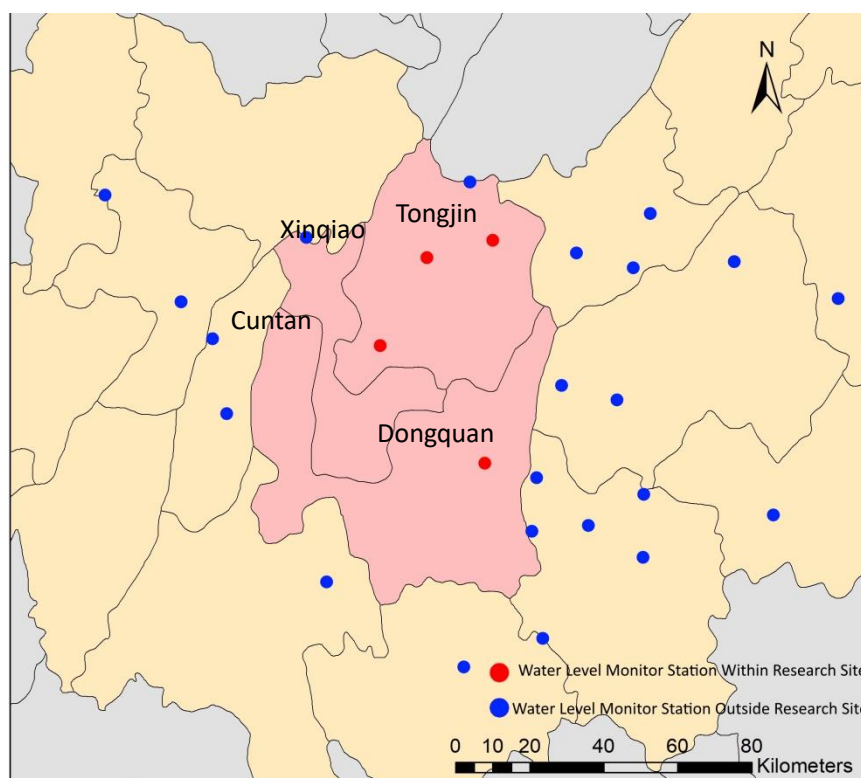 N
Tongjin
Xinqiao
Cuntan
Dongquan
Water Level Monitor Station Within Research Site
Water Level Monitor Station Outside Research Site
0 10 20 40 60 80
Kilometers